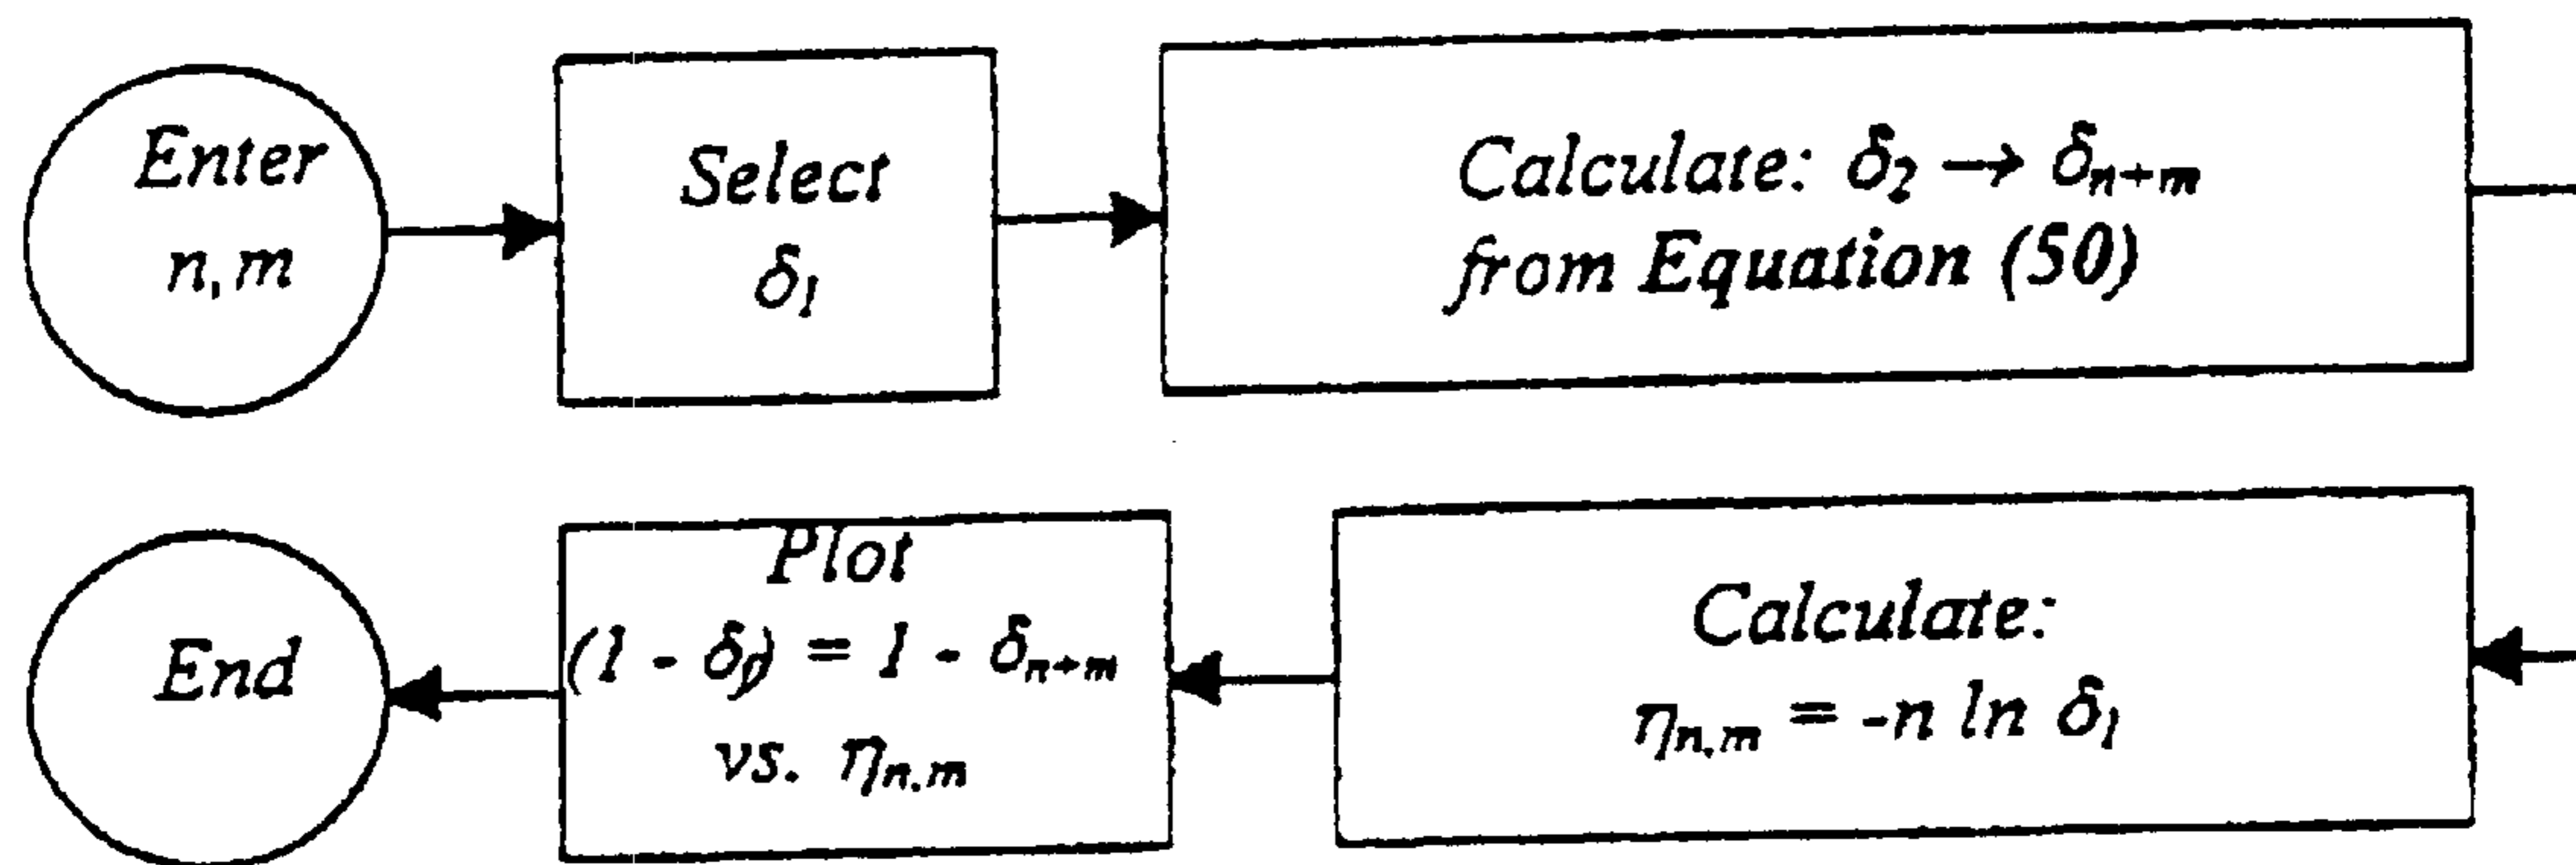 Enter
n, m
Select
δ₁
Calculate: δ₂ → δₙ₊ₘ
from Equation (50)
Calculate:
ηₙ,ₘ = -n ln δ₁
Plot
(1 - δ) = 1 - δₙ₊ₘ
vs. ηₙ,ₘ
End